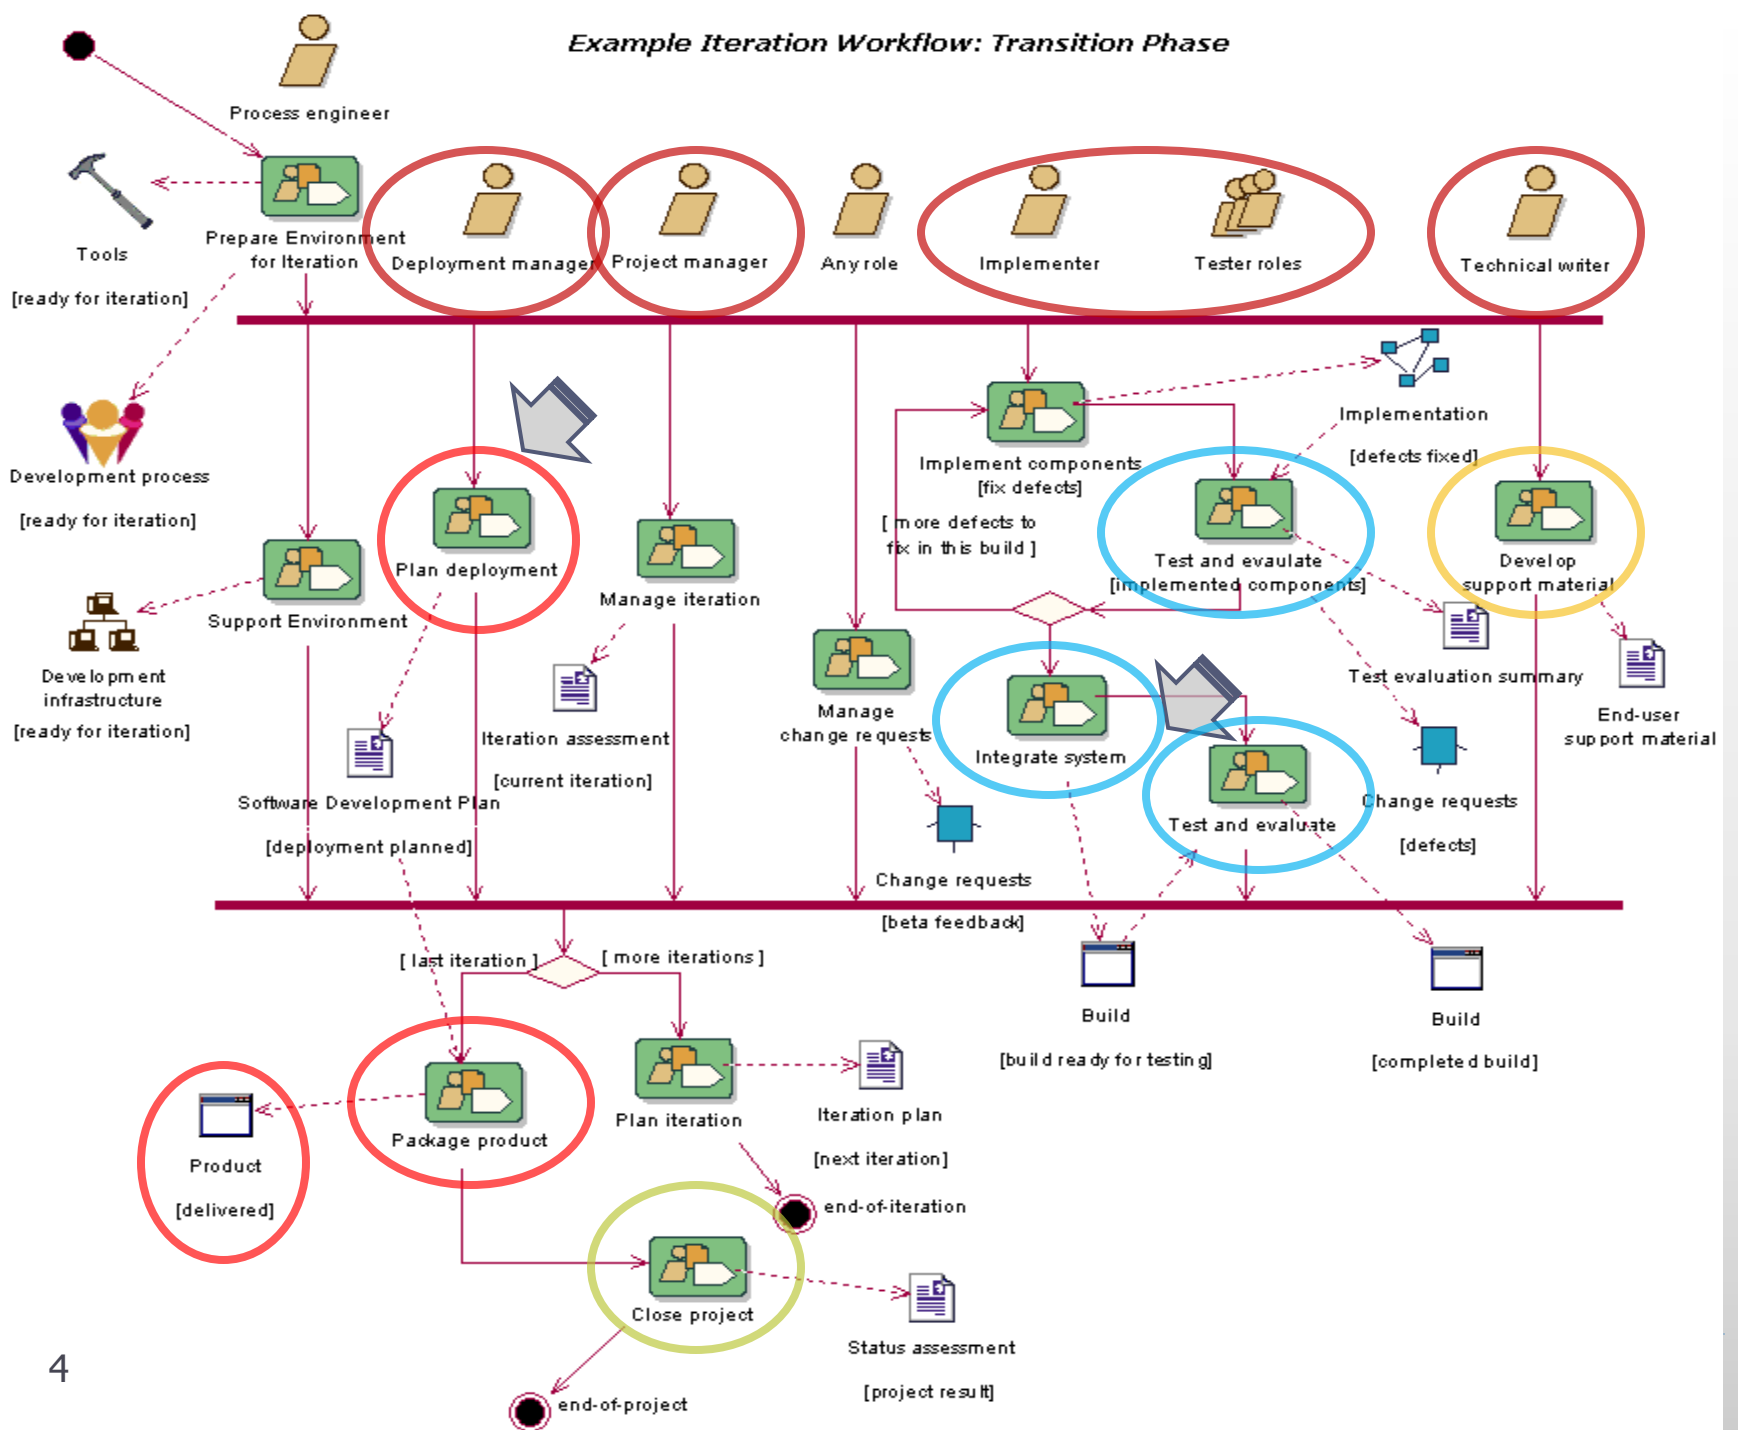 Example Iteration Workflow: Transition Phase
Process engineer
Tools
[ready for iteration]
Prepare Environment
for Iteration
Deployment manager
Project manager
Any role
Implementer
Tester roles
Technical writer
Development process
[ready for iteration]
Implementation
[defects fixed]
Implement components
[fix defects]
[ more defects to
fix in this build ]
Test and evaulate
[implemented components]
Develop
support material
Plan deployment
Manage iteration
Support Environment
Development
infrastructure
[ready for iteration]
Iteration assessment
[current iteration]
Manage
change requests
Integrate system
Test evaluation summary
End-user
support material
Software Development Plan
[deployment planned]
Test and evaluate
Change requests
[defects]
Change requests
[beta feedback]
[ last iteration ]
[ more iterations ]
Build
[build ready for testing]
Build
[completed build]
Product
[delivered]
Package product
Plan iteration
Iteration plan
[next iteration]
end-of-iteration
Close project
Status assessment
[project result]
end-of-project
4